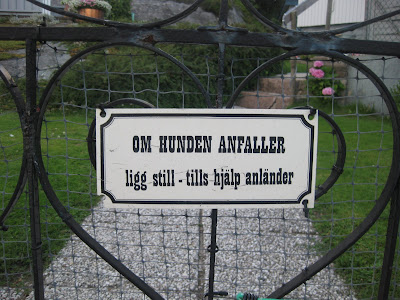 OM HUNDEN ANFALLER
ligg still - tills hjälp anländer